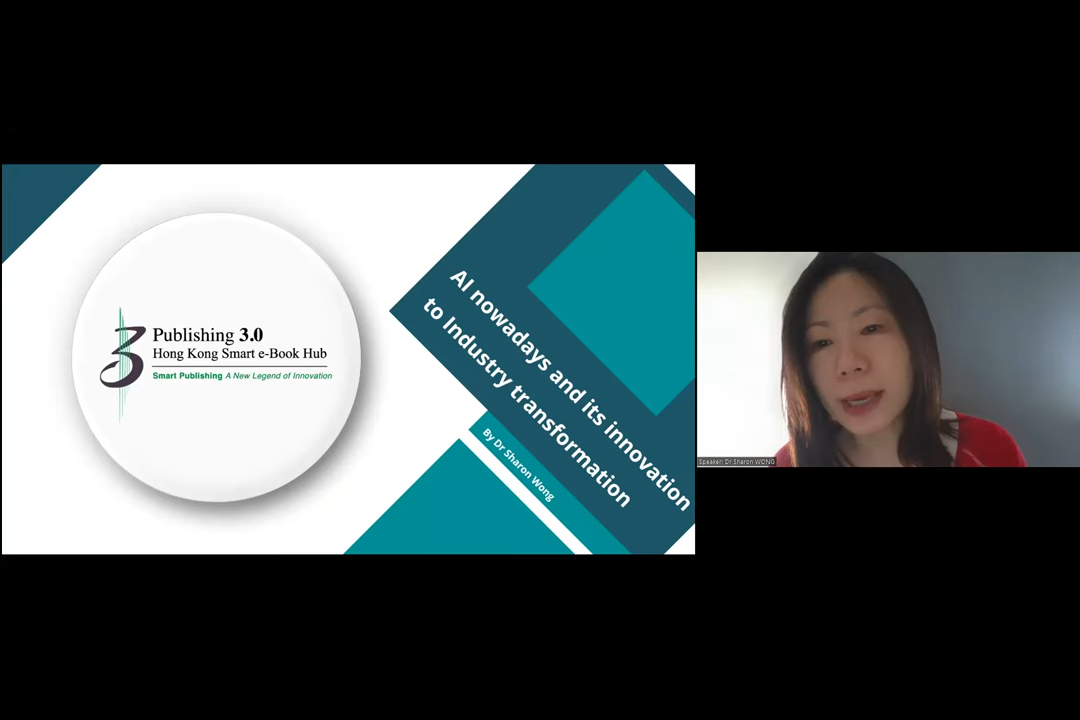 Publishing 3.0
Hong Kong Smart e-Book Hub
Smart Publishing A New Legend of Innovation
AI nowadays and its innovation
to Industry transformation
By Dr Sharon Wong
Speaker: Dr Sharon WONG